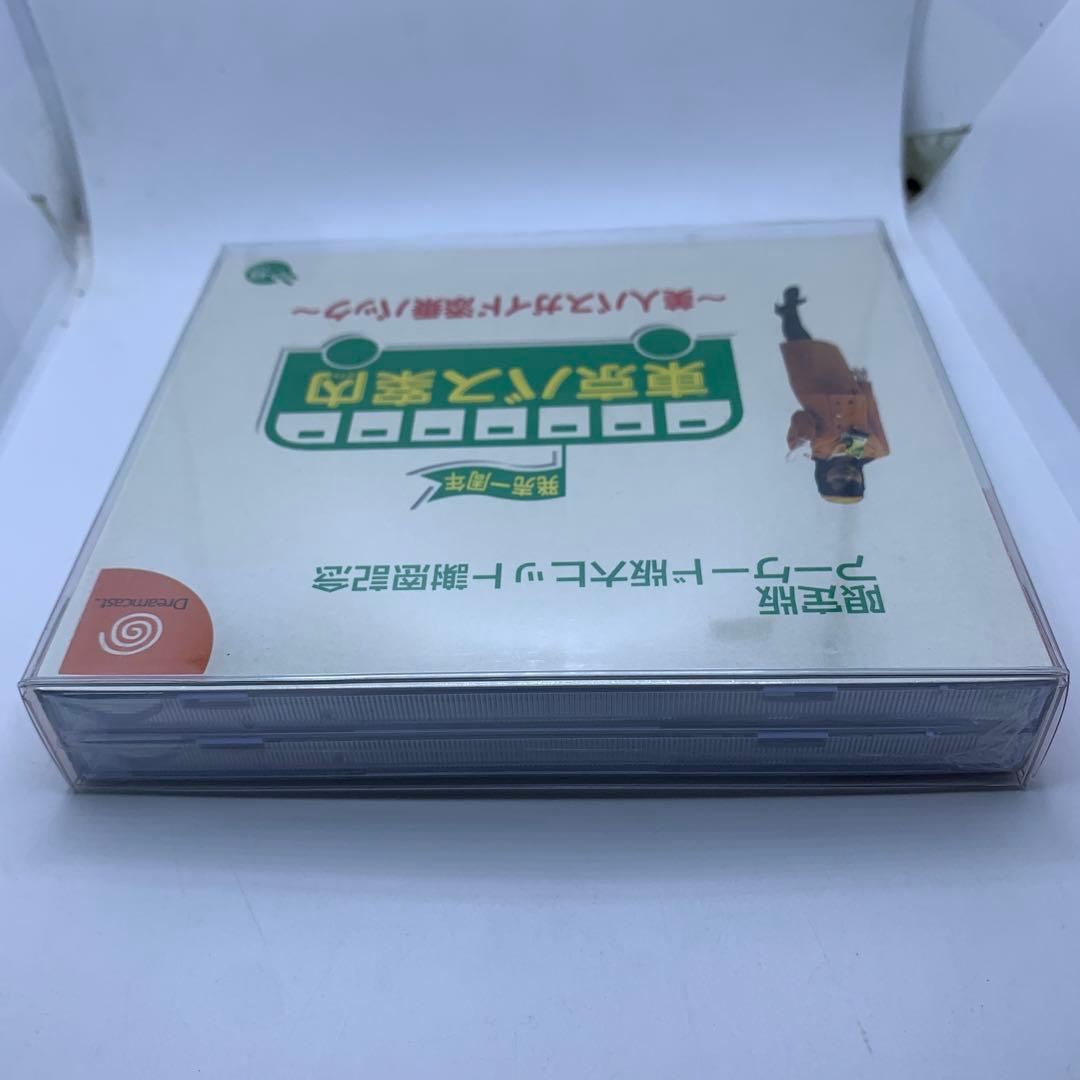 限定版
アーケード版大ヒット謝恩記念
発売一周年
東京バス案内
～美人バスガイド添乗パック～
Dreamcast™